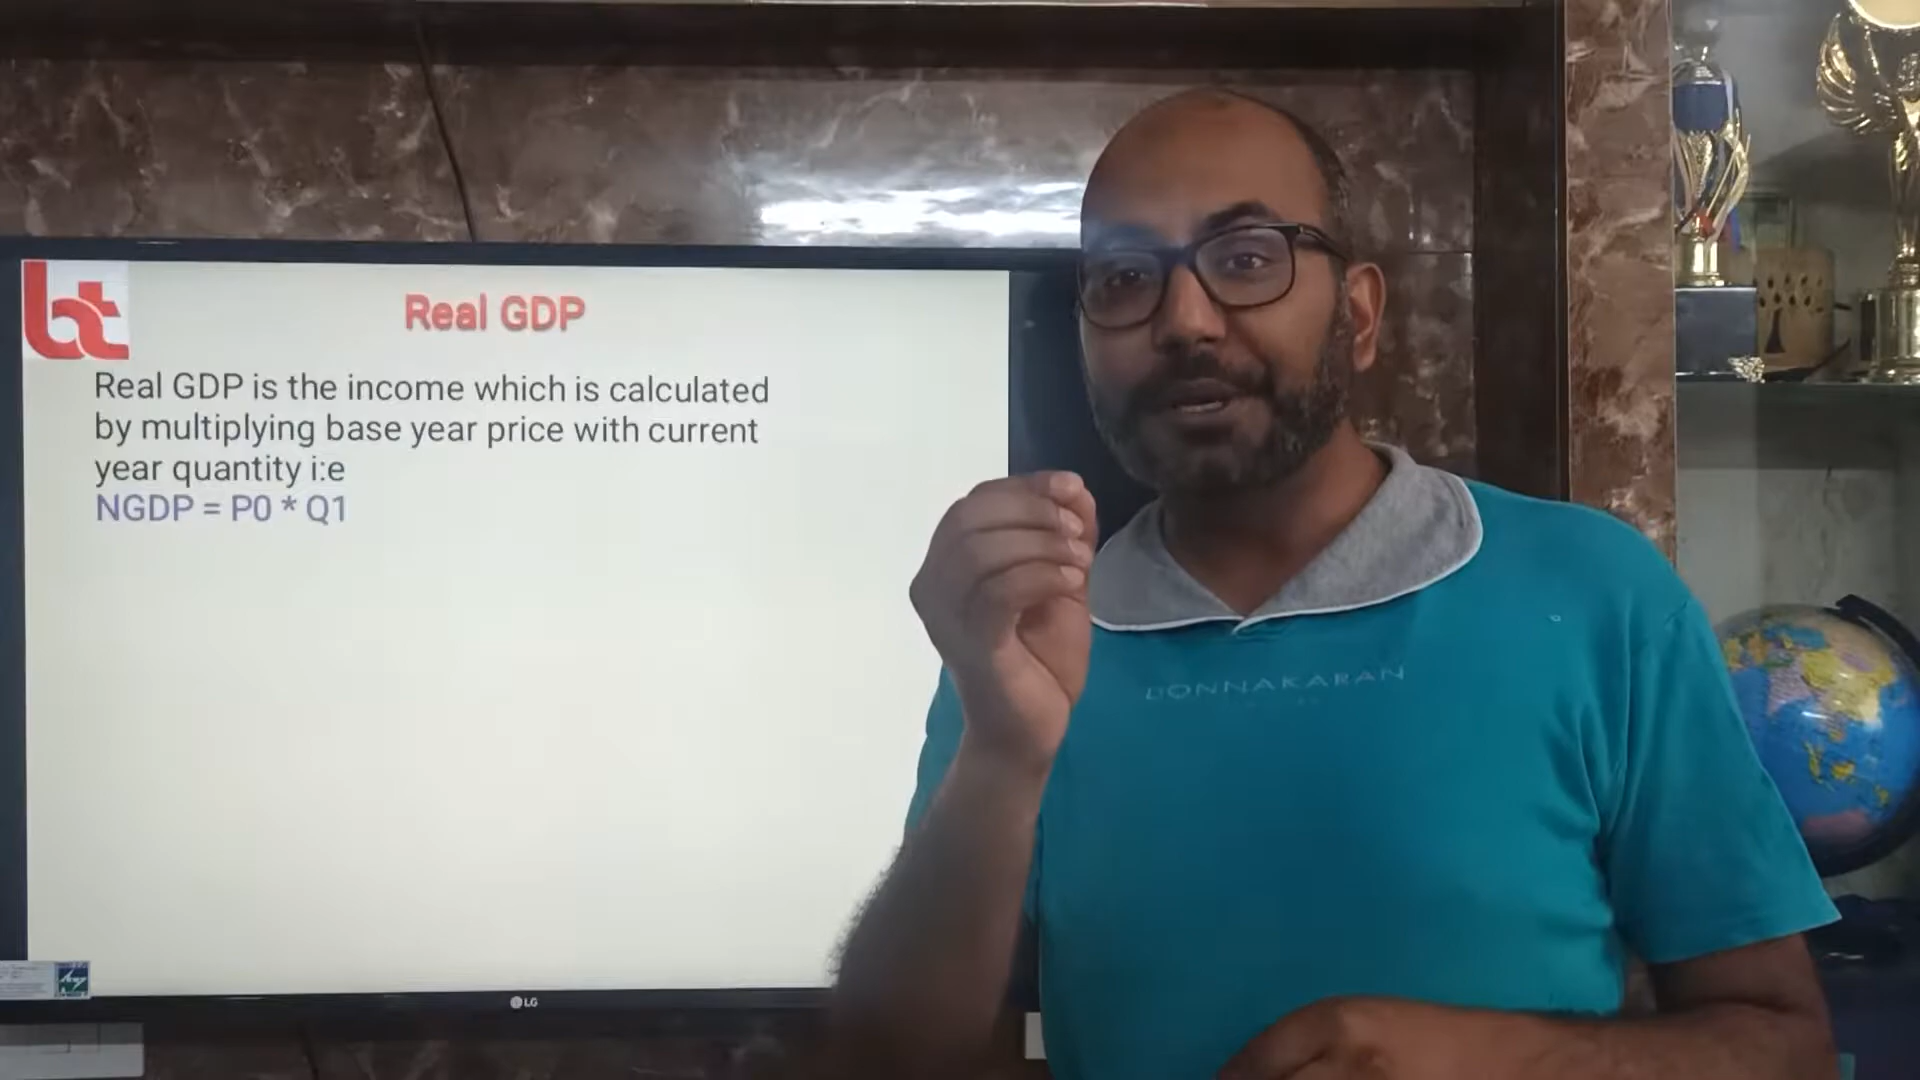 bt
Real GDP
Real GDP is the income which is calculated
by multiplying base year price with current
year quantity i:e
NGDP = P0 * Q1
DONNAKARAN
LG